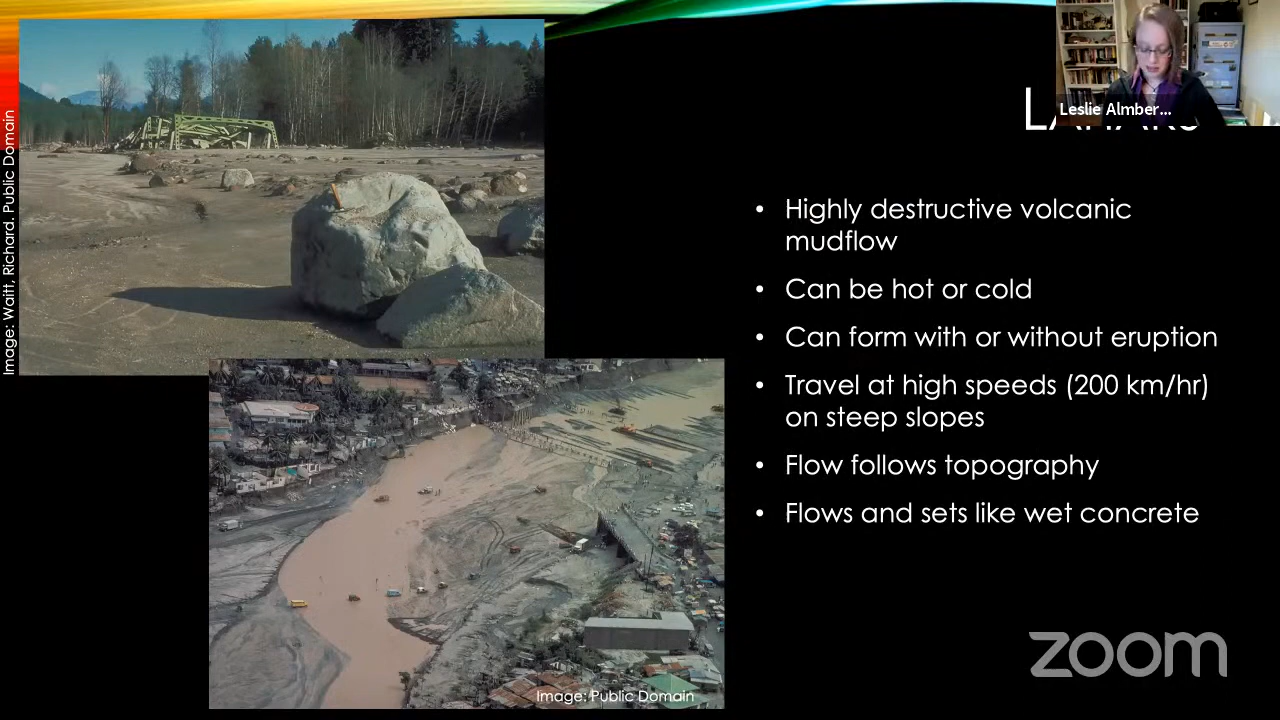 Leslie Almber...
Image: Waitt, Richard. Public Domain
• Highly destructive volcanic
mudflow
• Can be hot or cold
• Can form with or without eruption
• Travel at high speeds (200 km/hr)
on steep slopes
• Flow follows topography
• Flows and sets like wet concrete
Image: Public Domain
zoom